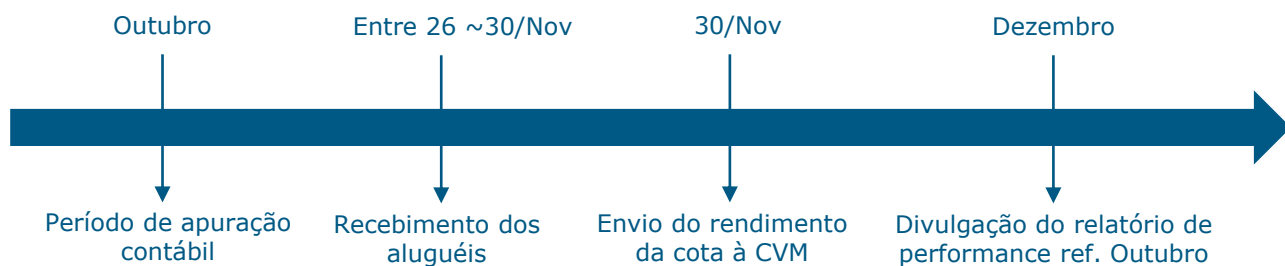 Outubro
Entre 26 ~30/Nov
30/Nov
Dezembro
Período de apuração
contábil
Recebimento dos
aluguéis
Envio do rendimento
da cota à CVM
Divulgação do relatório de
performance ref. Outubro